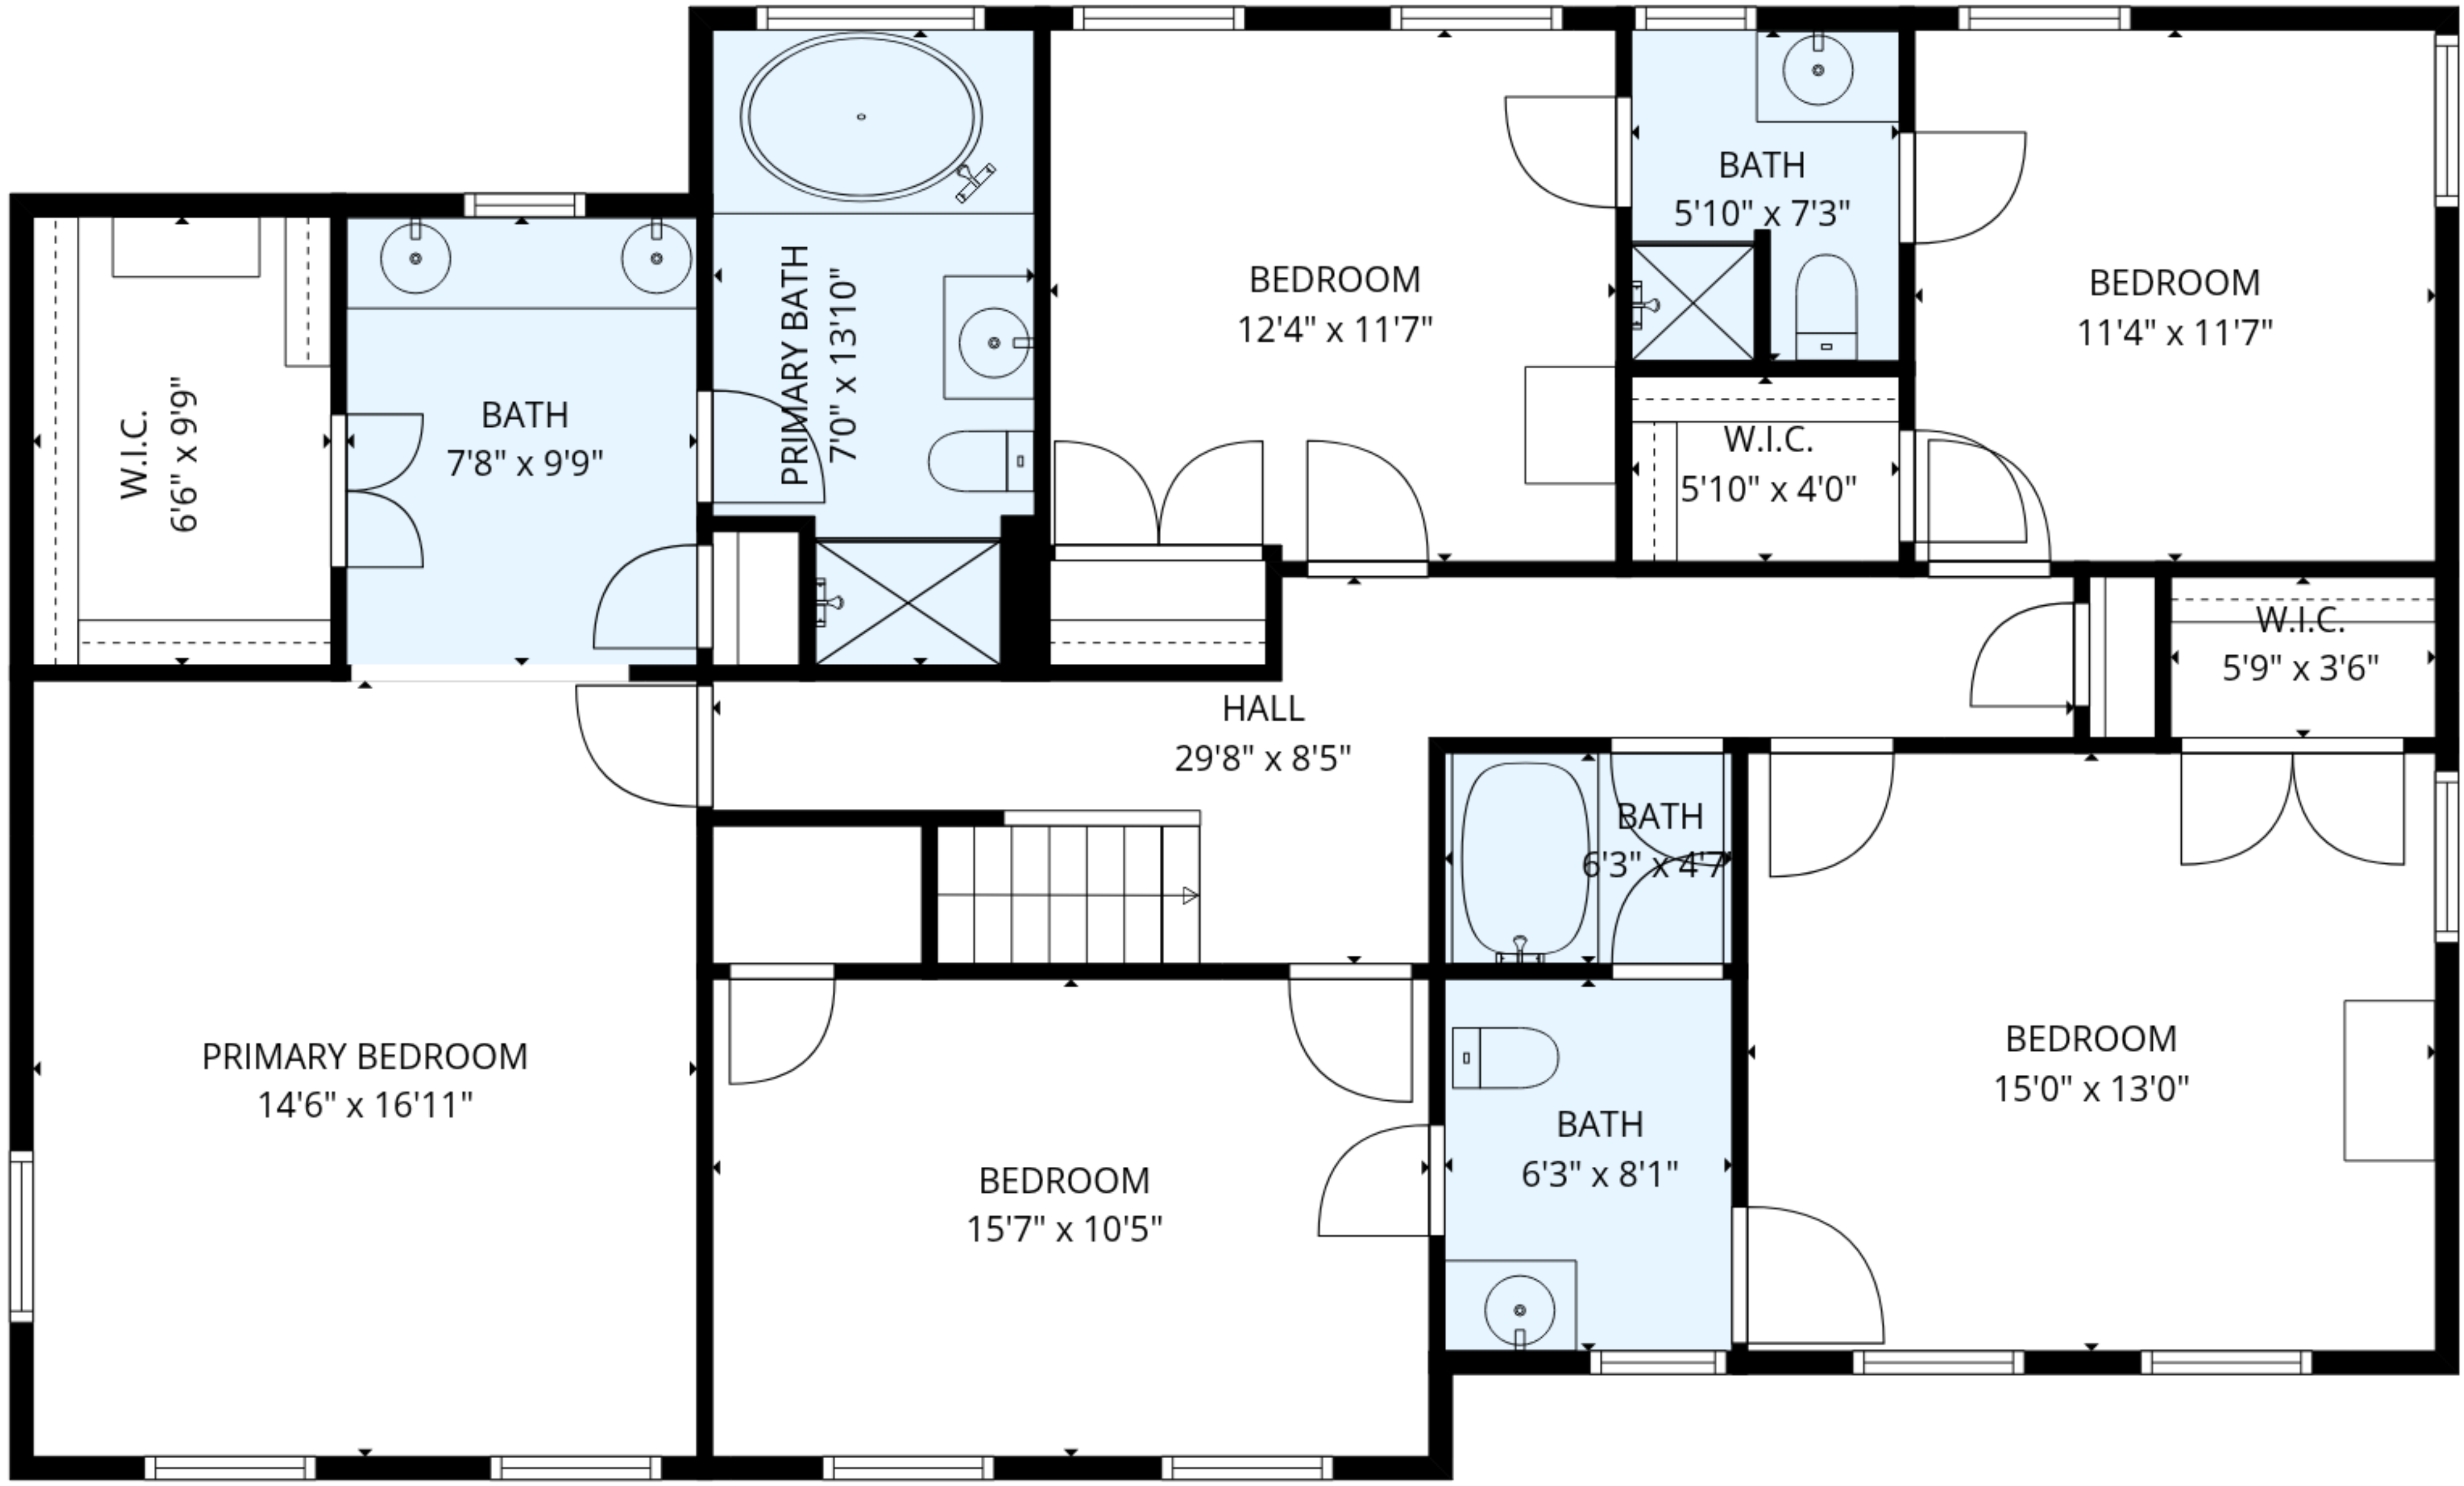 BATH
5'10" x 7'3"
PRIMARY BATH
7'0" x 13'10"
BEDROOM
12'4" x 11'7"
BEDROOM
11'4" x 11'7"
W.I.C.
6'6" x 9'9"
BATH
7'8" x 9'9"
W.I.C.
5'10" x 4'0"
W.I.C.
5'9" x 3'6"
HALL
29'8" x 8'5"
BATH
6'3" x 4'7"
PRIMARY BEDROOM
14'6" x 16'11"
BEDROOM
15'7" x 10'5"
BATH
6'3" x 8'1"
BEDROOM
15'0" x 13'0"